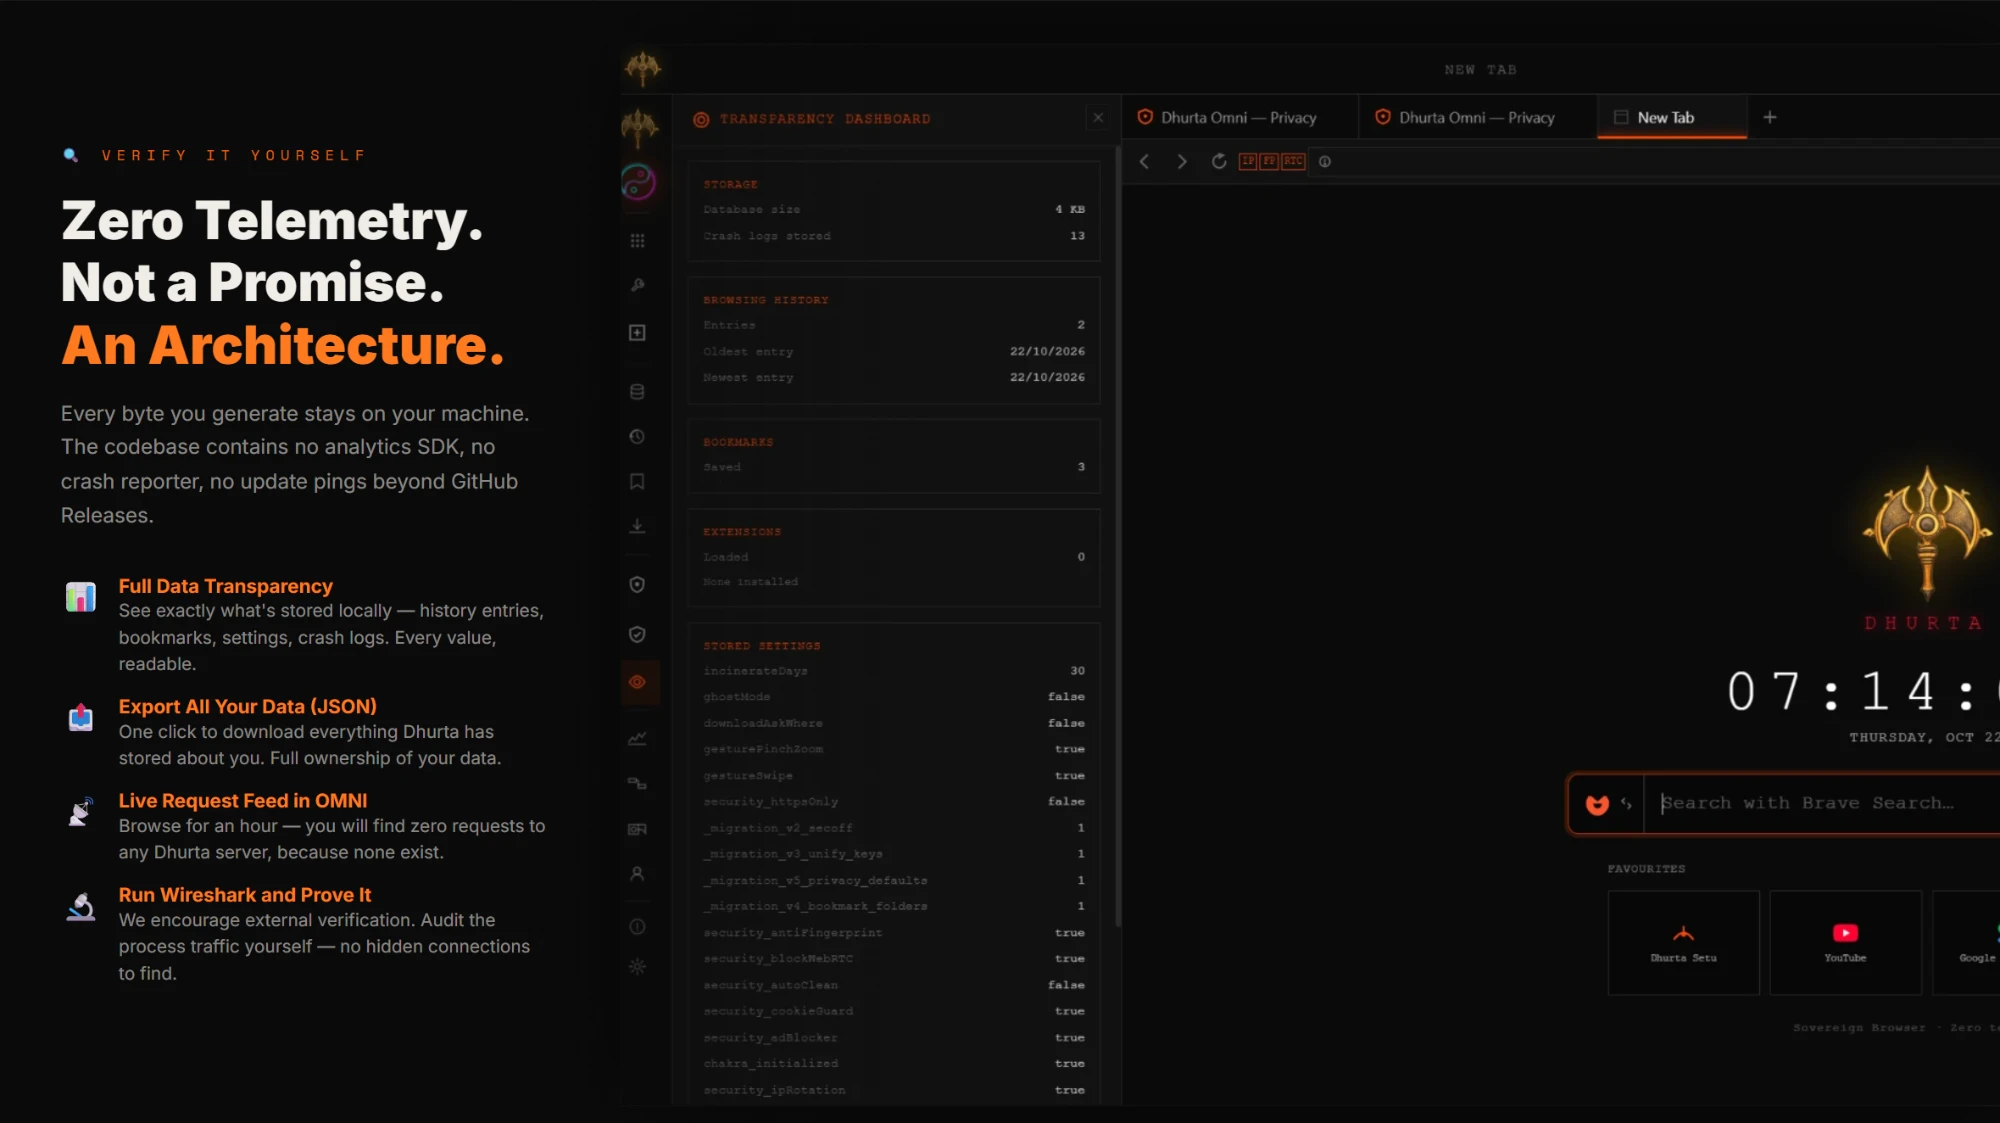 VERIFY IT YOURSELF
Zero Telemetry.
Not a Promise.
An Architecture.
Every byte you generate stays on your machine.
The codebase contains no analytics SDK, no
crash reporter, no update pings beyond GitHub
Releases.
Full Data Transparency
See exactly what's stored locally — history entries,
bookmarks, settings, crash logs. Every value,
readable.
Export All Your Data (JSON)
One click to download everything Dhurta has
stored about you. Full ownership of your data.
Live Request Feed in OMNI
Browse for an hour — you will find zero requests to
any Dhurta server, because none exist.
Run Wireshark and Prove It
We encourage external verification. Audit the
process traffic yourself — no hidden connections
to find.
NEW TAB
TRANSPARENCY DASHBOARD
STORAGE
Database size 4 KB
Crash logs stored 13
BROWSING HISTORY
Entries 2
Oldest entry 22/10/2026
Newest entry 22/10/2026
BOOKMARKS
Saved 3
EXTENSIONS
Loaded 0
None installed
STORED SETTINGS
incinerateDays 30
ghostMode false
downloadAskWhere false
gesturePinchZoom true
gestureSwipe true
security_httpsOnly false
_migration_v2_secoff 1
_migration_v3_unify_keys 1
_migration_v5_privacy_defaults 1
_migration_v4_bookmark_folders 1
security_antiFingerprint true
security_blockWebRTC true
security_autoClean false
security_cookieGuard true
security_adBlocker true
chakra_initialized true
security_ipRotation true
Dhurta Omni — Privacy
Dhurta Omni — Privacy
New Tab
IP FP RTC
DHURTA
07:14:
THURSDAY, OCT 22
Search with Brave Search…
FAVOURITES
Dhurta Setu
YouTube
Google
Sovereign Browser · Zero t